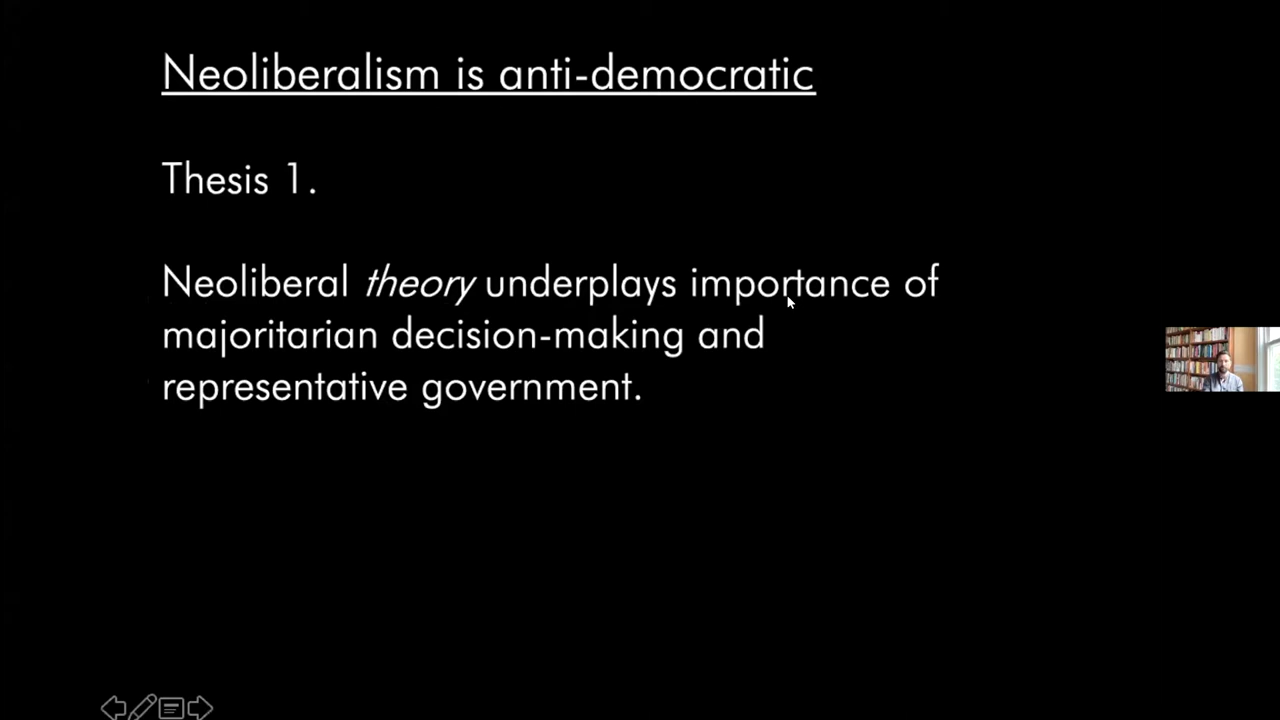 Neoliberalism is anti-democratic
Thesis 1.
Neoliberal theory underplays importance of
majoritarian decision-making and
representative government.